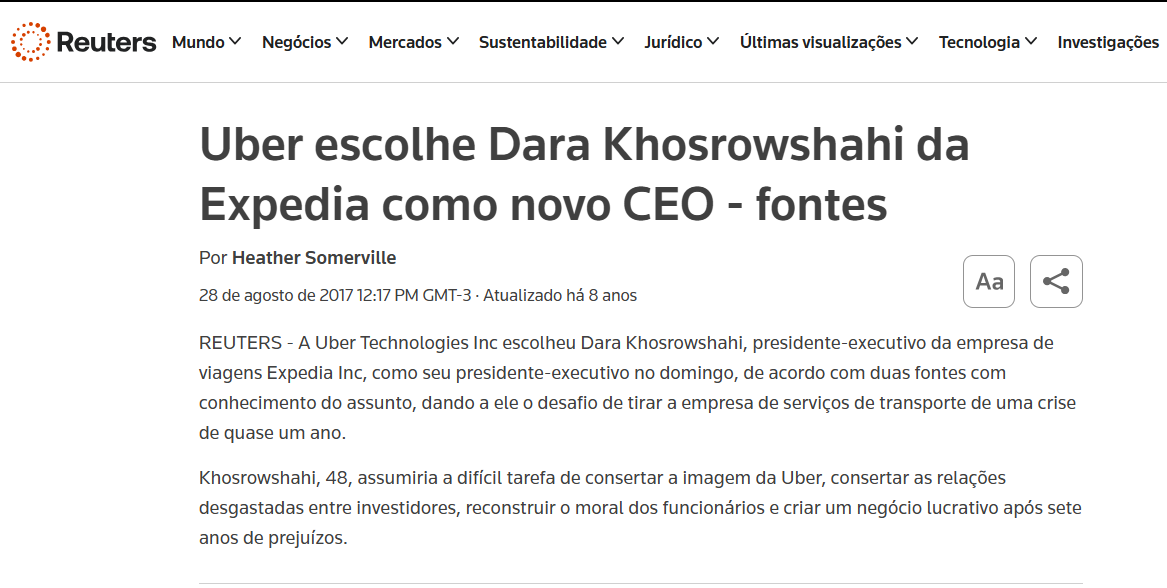 Reuters Mundo Negócios Mercados Sustentabilidade Jurídico Últimas visualizações Tecnologia Investigações
Uber escolhe Dara Khosrowshahi da
Expedia como novo CEO - fontes
Por Heather Somerville
28 de agosto de 2017 12:17 PM GMT-3 · Atualizado há 8 anos
Aa
REUTERS - A Uber Technologies Inc escolheu Dara Khosrowshahi, presidente-executivo da empresa de
viagens Expedia Inc, como seu presidente-executivo no domingo, de acordo com duas fontes com
conhecimento do assunto, dando a ele o desafio de tirar a empresa de serviços de transporte de uma crise
de quase um ano.
Khosrowshahi, 48, assumiria a difícil tarefa de consertar a imagem da Uber, consertar as relações
desgastadas entre investidores, reconstruir o moral dos funcionários e criar um negócio lucrativo após sete
anos de prejuízos.